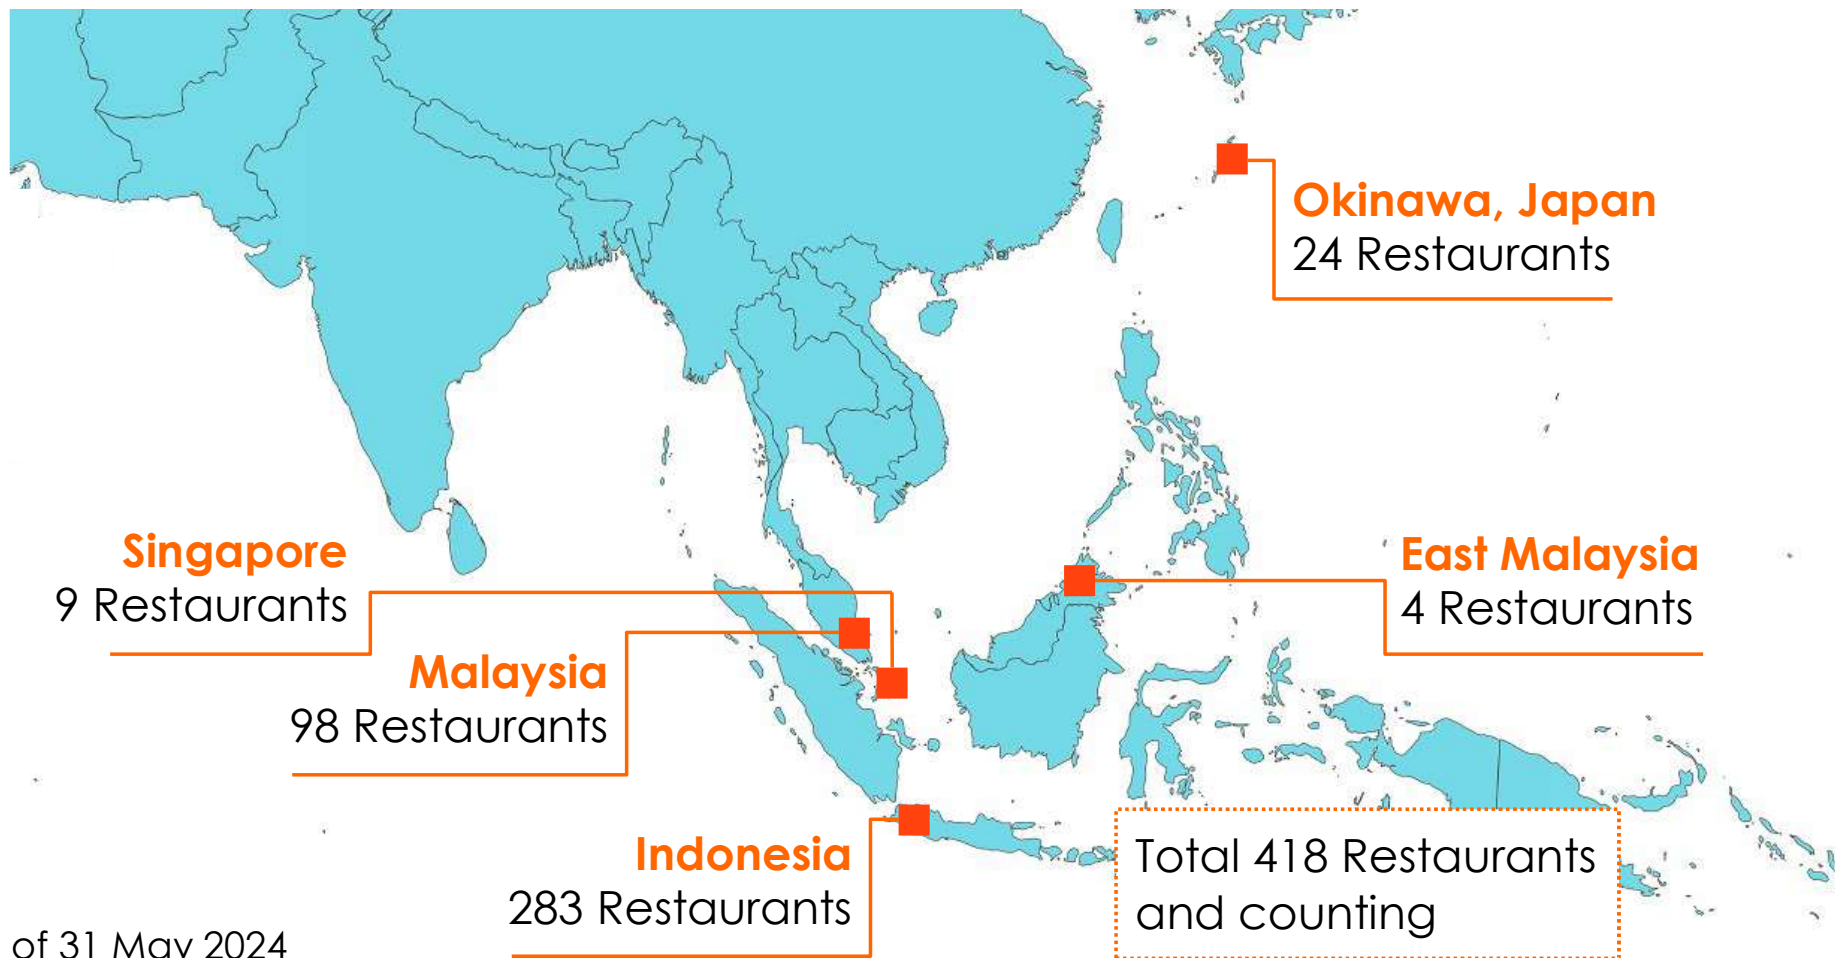 Okinawa, Japan
24 Restaurants
Singapore
9 Restaurants
East Malaysia
4 Restaurants
Malaysia
98 Restaurants
Indonesia
283 Restaurants
Total 418 Restaurants
and counting
of 31 May 2024